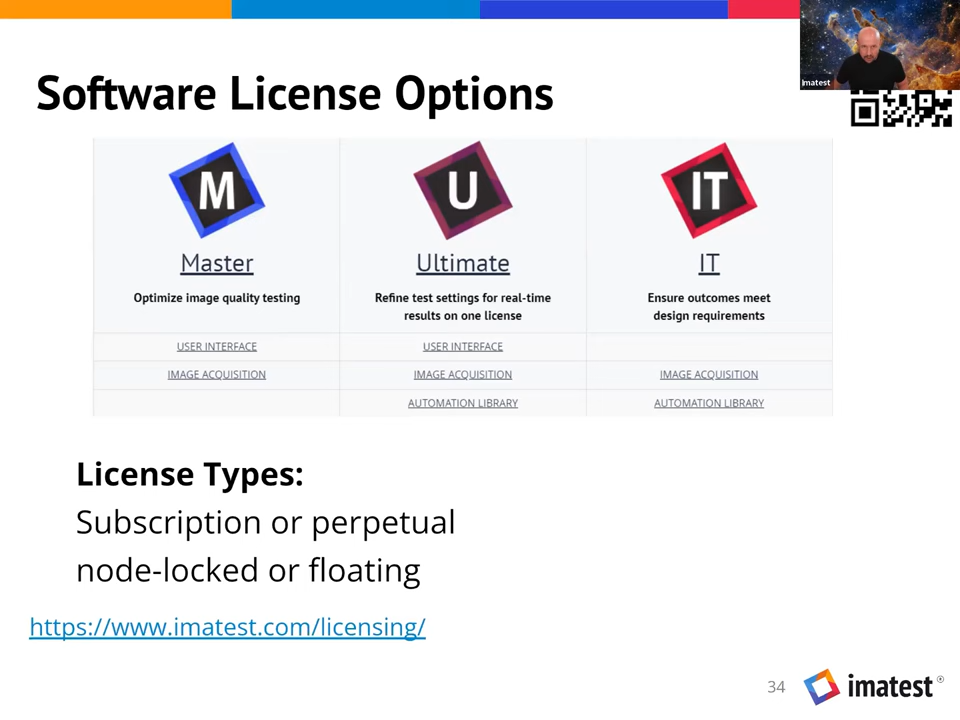 Imatest
Software License Options
M
U
IT
Master
Ultimate
IT
Optimize image quality testing
Refine test settings for real-time
results on one license
Ensure outcomes meet
design requirements
USER INTERFACE
USER INTERFACE
IMAGE ACQUISITION
IMAGE ACQUISITION
IMAGE ACQUISITION
AUTOMATION LIBRARY
AUTOMATION LIBRARY
License Types:
Subscription or perpetual
node-locked or floating
https://www.imatest.com/licensing/
34
imatest®